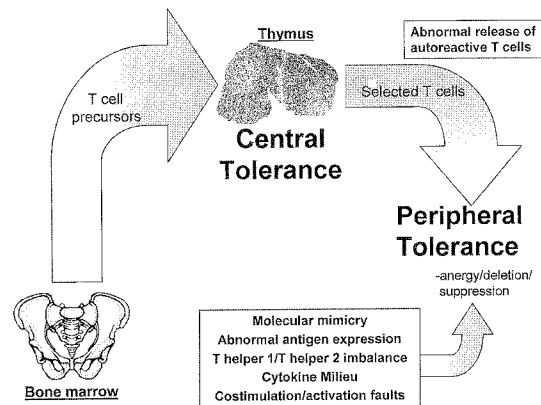 Thymus
Abnormal release of
autoreactive T cells
T cell
precursors
Selected T cells
Central
Tolerance
Peripheral
Tolerance
-anergy/deletion/
suppression
Molecular mimicry
Abnormal antigen expression
T helper 1/T helper 2 imbalance
Cytokine Milieu
Costimulation/activation faults
Bone marrow